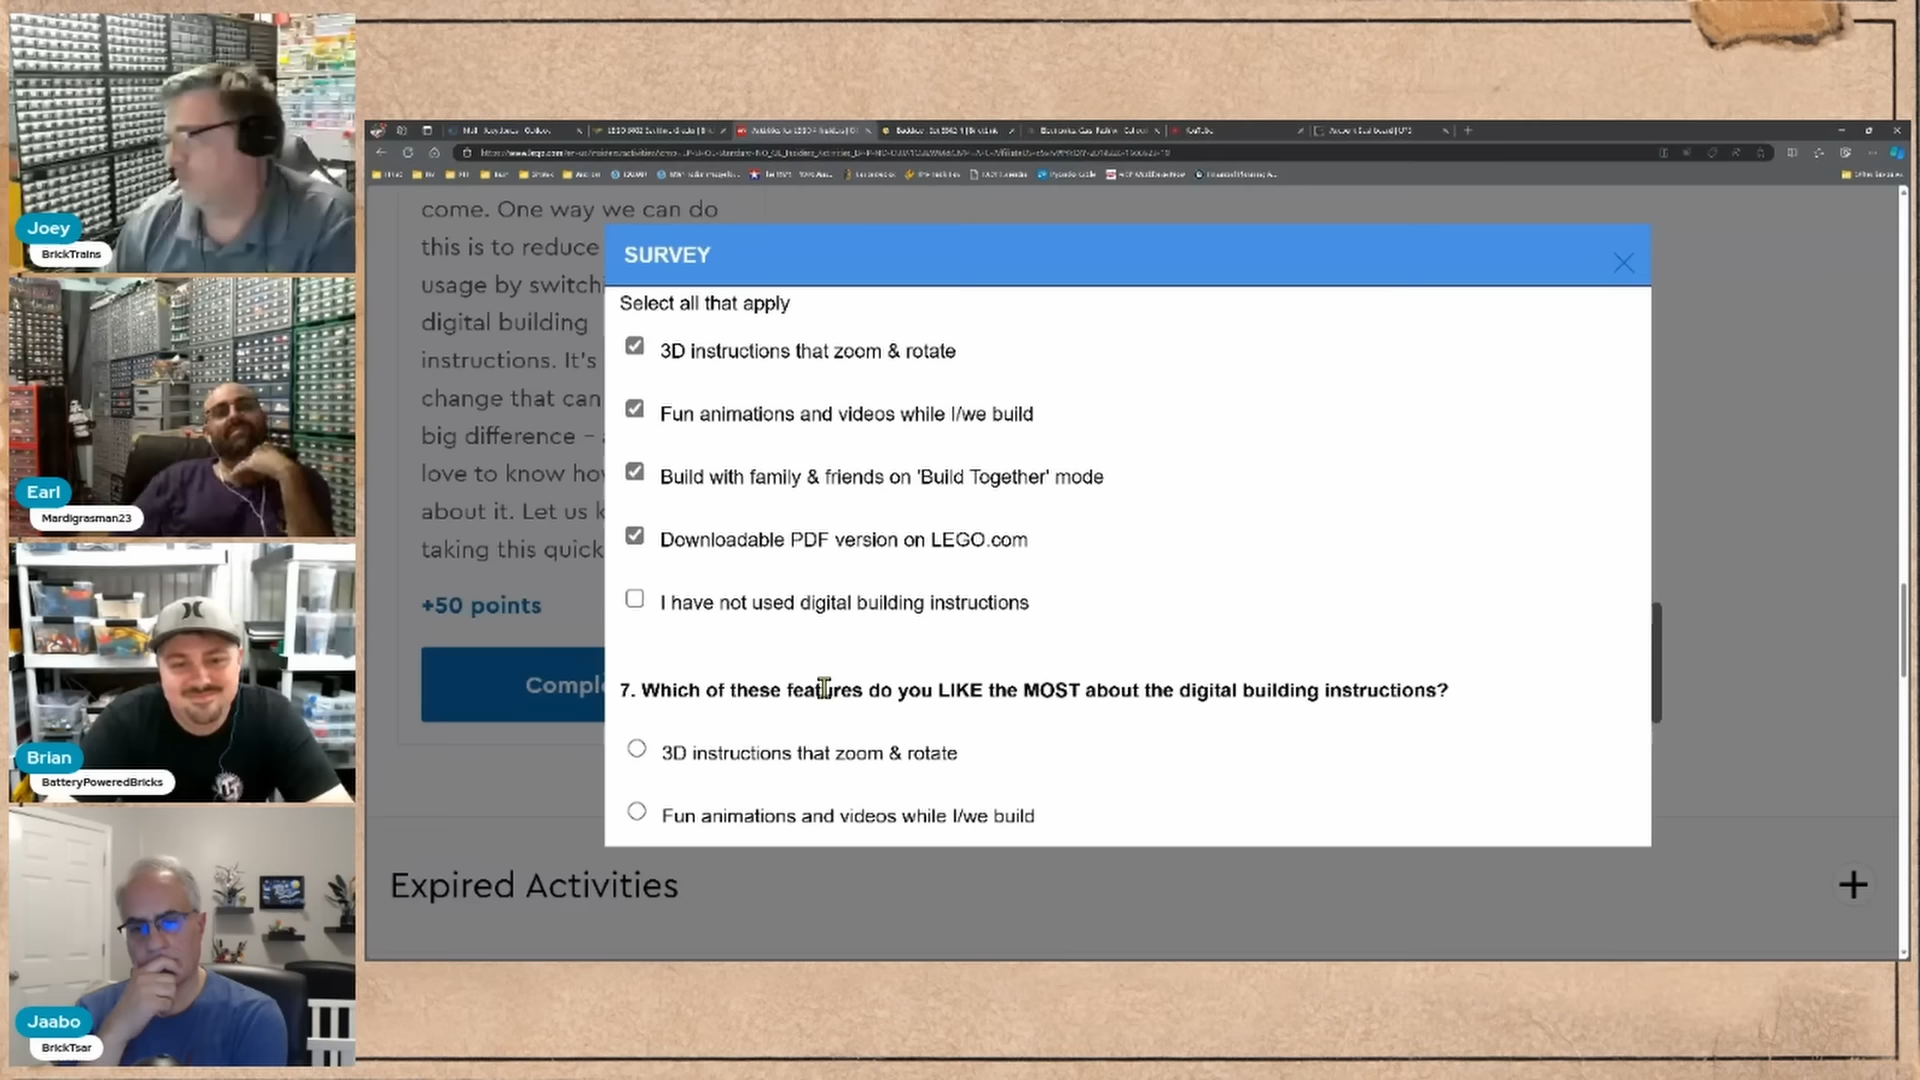 Joey
BrickTrains
Earl
Mardigrasman23
Brian
BatteryPoweredBricks
Jaabo
BrickTsar
YouTube
come. One way we can do
this is to reduce
usage by switch
digital building
instructions. It's
change that can
big difference –
love to know ho
about it. Let us k
taking this quick
+50 points
Compl
SURVEY
Select all that apply
3D instructions that zoom & rotate
Fun animations and videos while I/we build
Build with family & friends on 'Build Together' mode
Downloadable PDF version on LEGO.com
I have not used digital building instructions
7. Which of these features do you LIKE the MOST about the digital building instructions?
3D instructions that zoom & rotate
Fun animations and videos while I/we build
Expired Activities